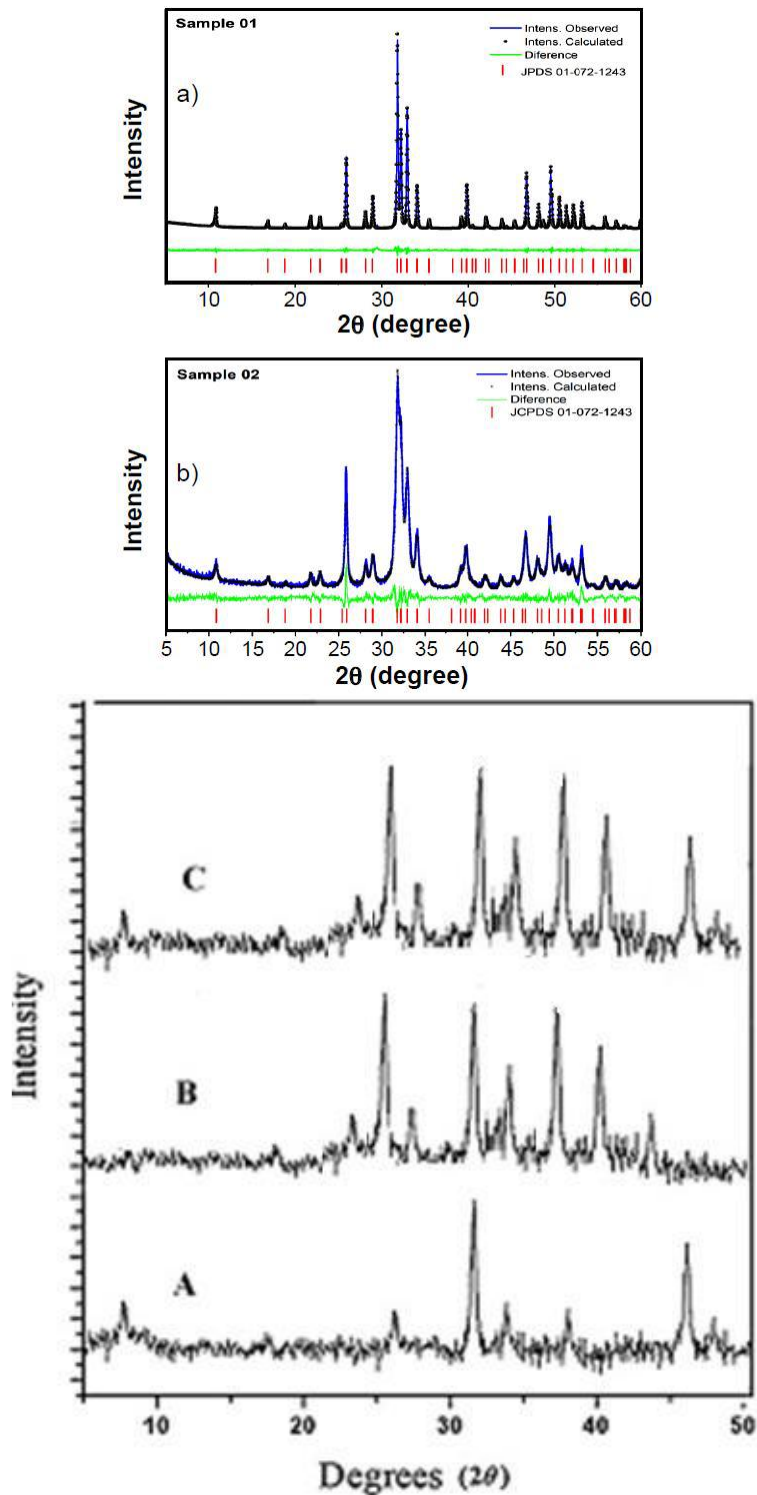 Sample 01
Intens. Observed
Intens. Calculated
Diference
JPDS 01-072-1243
a)
Intensity
10 20 30 40 50 60
2θ (degree)
Sample 02
Intens. Observed
Intens. Calculated
Diference
JCPDS 01-072-1243
b)
Intensity
5 10 15 20 25 30 35 40 45 50 55 60
2θ (degree)
C
B
A
Intensity
10 20 30 40 50
Degrees (2θ)